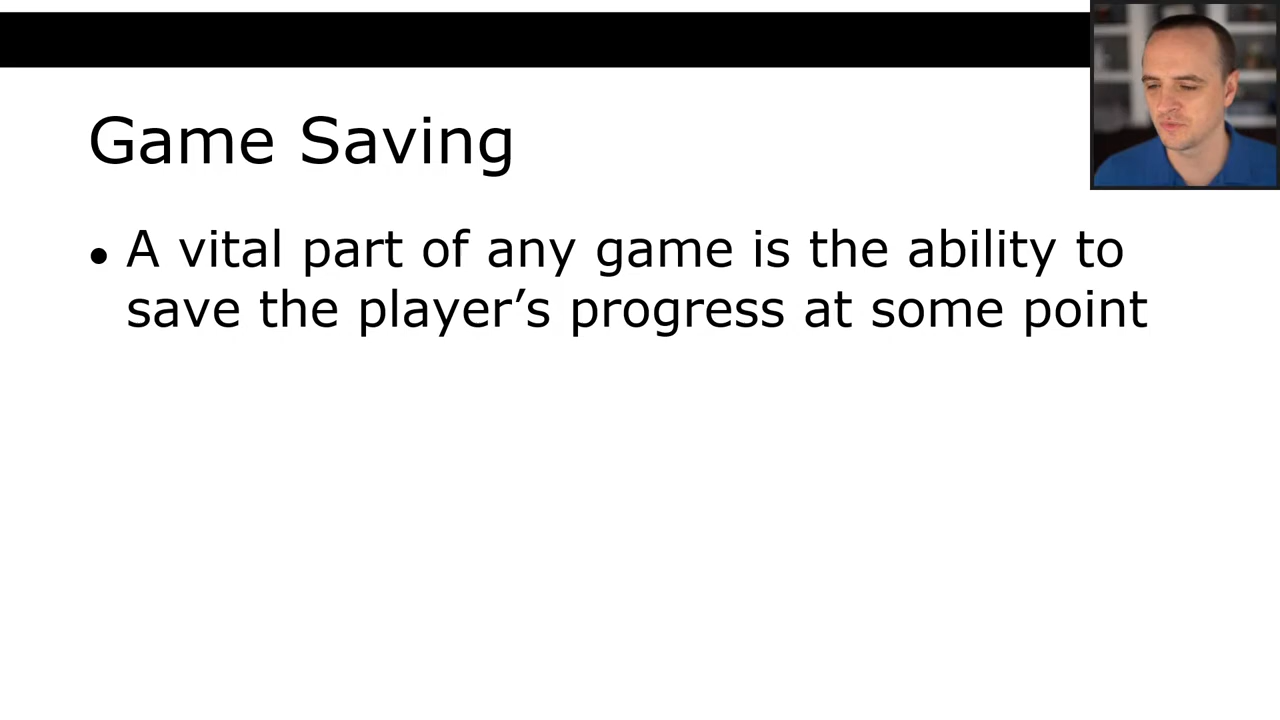 Game Saving
● A vital part of any game is the ability to
save the player’s progress at some point